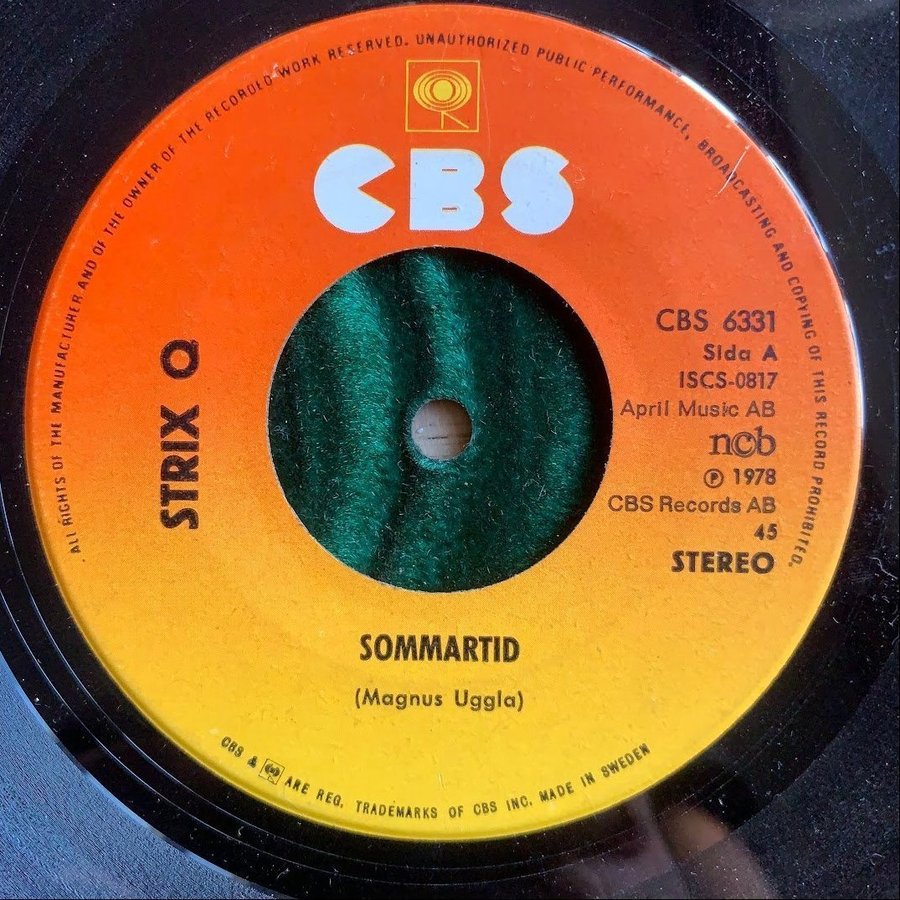 ALL RIGHTS OF THE MANUFACTURER AND OF THE OWNER OF THE RECORDED WORK RESERVED. UNAUTHORIZED PUBLIC PERFORMANCE, BROADCASTING AND COPYING OF THIS RECORD PROHIBITED.
CBS
STRIX Q
CBS 6331
Sida A
ISCS-0817
April Music AB
ncb
℗ 1978
CBS Records AB
45
STEREO
SOMMARTID
(Magnus Uggla)
CBS & ARE REG. TRADEMARKS OF CBS INC. MADE IN SWEDEN